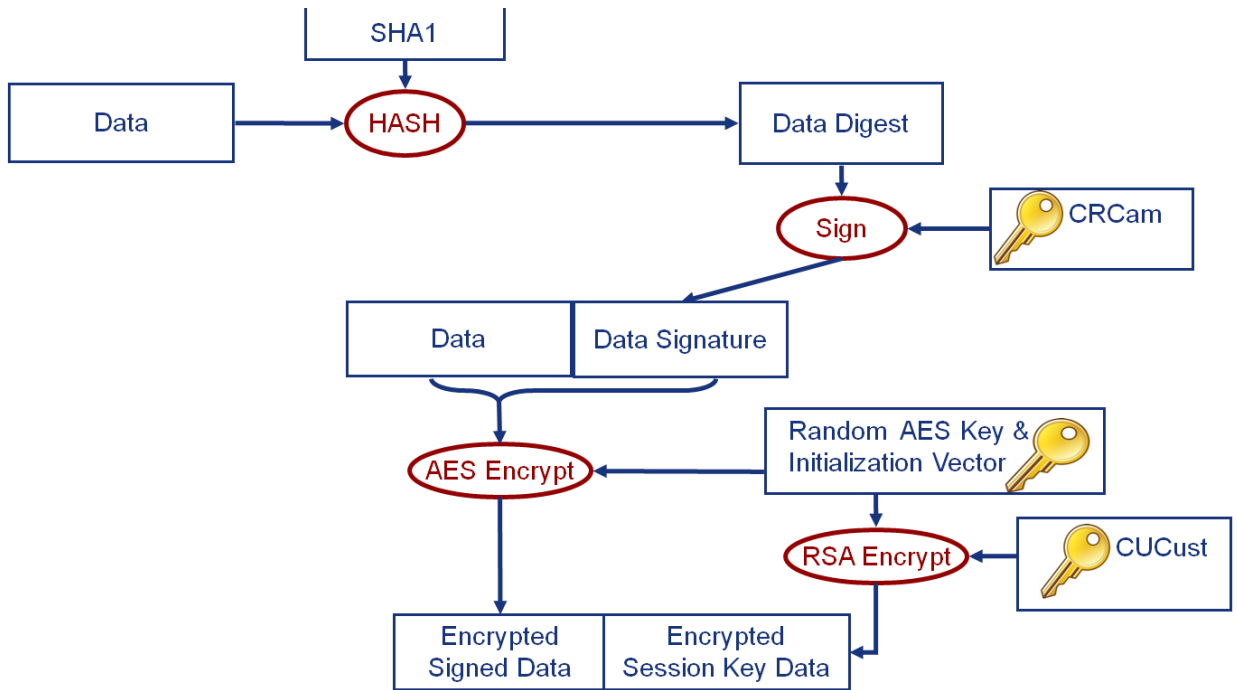 SHA1
Data
HASH
Data Digest
Sign
CRCam
Data
Data Signature
Random AES Key &
Initialization Vector
AES Encrypt
RSA Encrypt
CUCust
Encrypted
Signed Data
Encrypted
Session Key Data